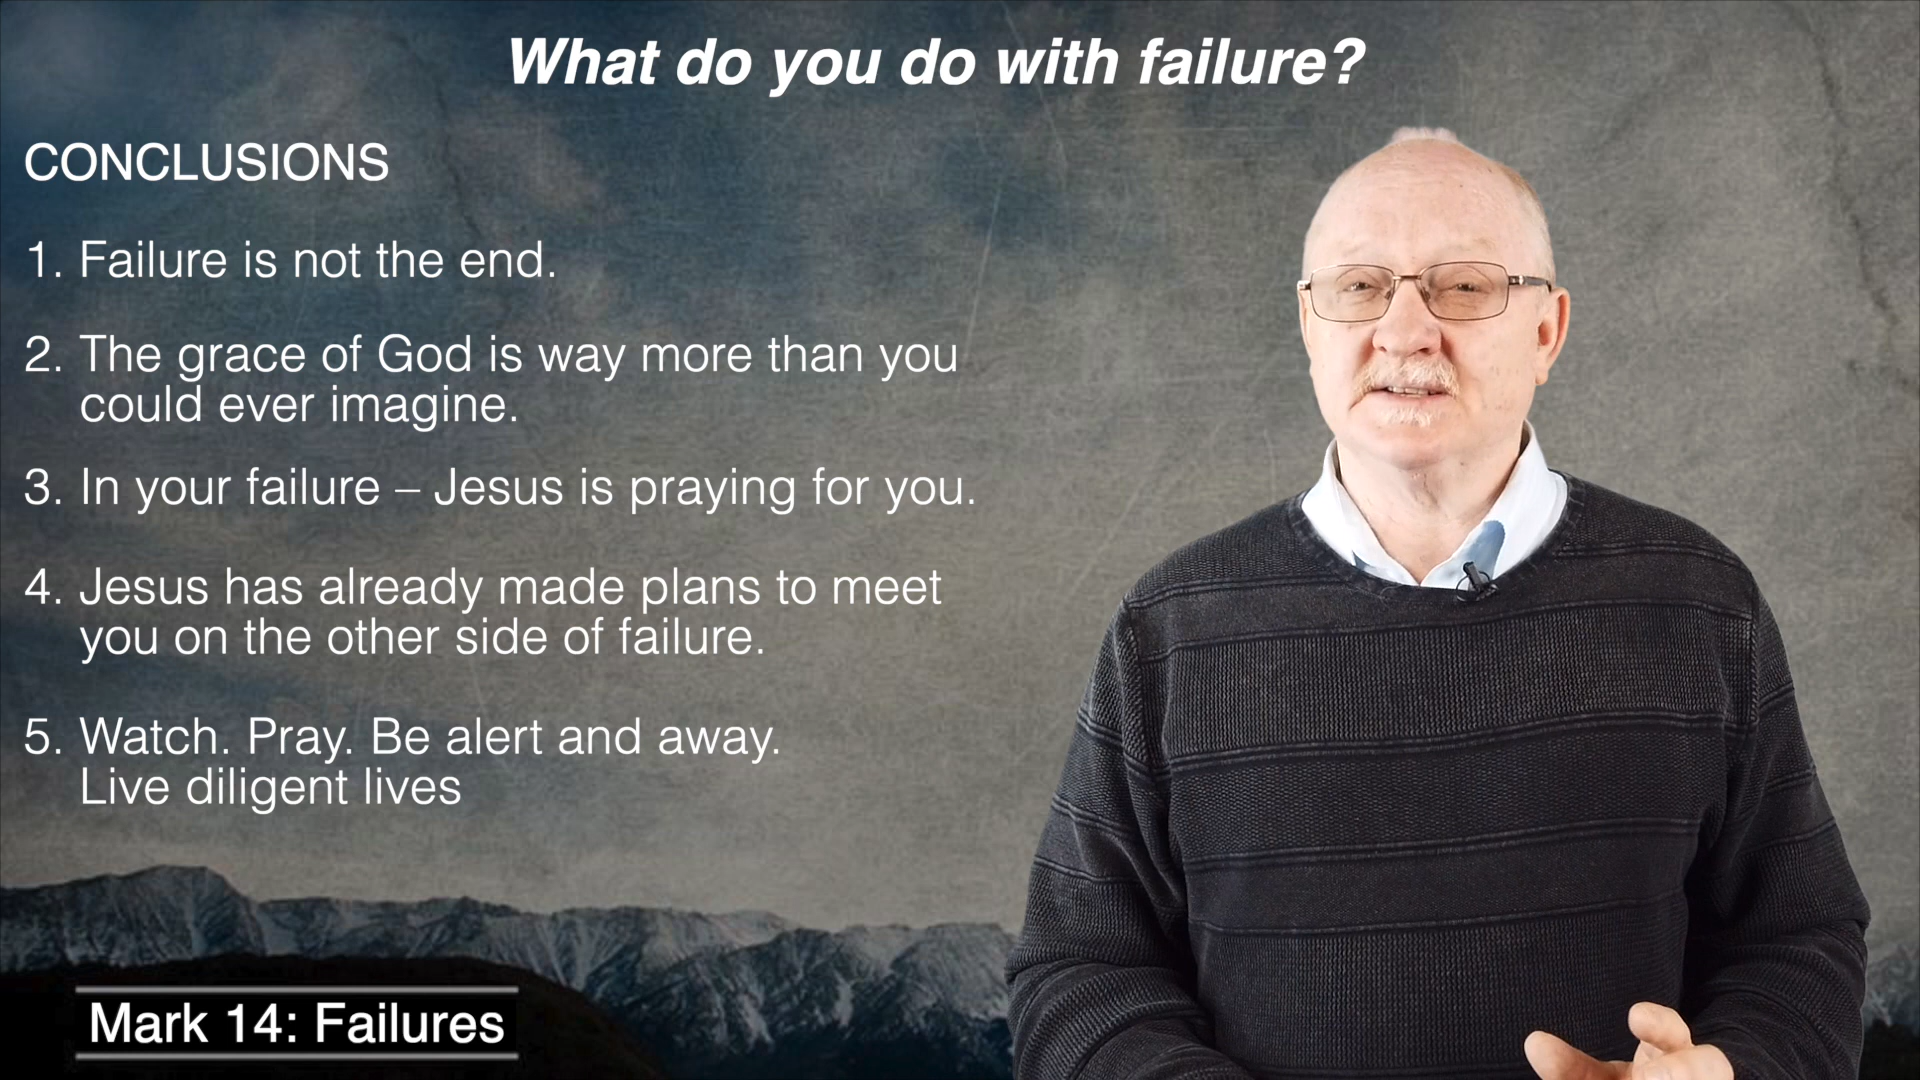 What do you do with failure?
CONCLUSIONS
1. Failure is not the end.
2. The grace of God is way more than you
could ever imagine.
3. In your failure – Jesus is praying for you.
4. Jesus has already made plans to meet
you on the other side of failure.
5. Watch. Pray. Be alert and away.
Live diligent lives
Mark 14: Failures